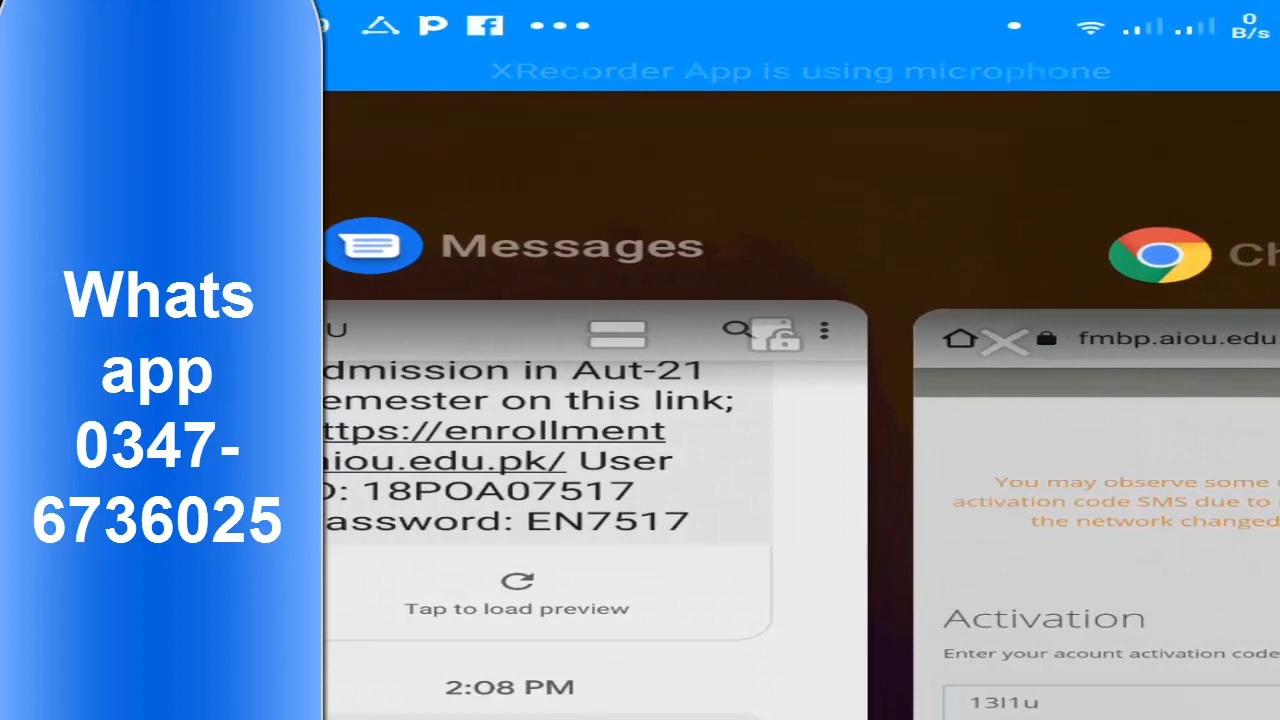 Whats
app
0347-
6736025
XRecorder App is using microphone
0
B/s
Messages
U
dmission in Aut-21
emester on this link;
ttps://enrollment
aiou.edu.pk/ User
D: 18POA07517
assword: EN7517
Tap to load preview
2:08 PM
Ch
fmbp.aiou.edu
You may observe some
activation code SMS due to
the network changed
Activation
Enter your acount activation code
13l1u